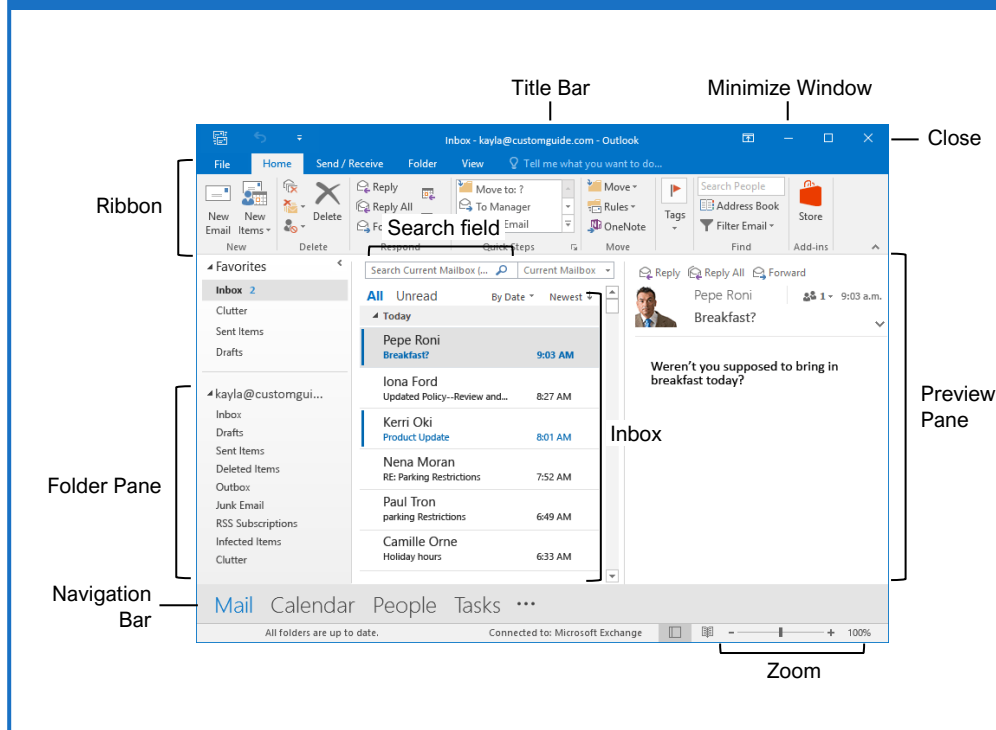 Title Bar
Minimize Window
Close
Inbox - kayla@customguide.com - Outlook
File Home Send / Receive Folder View Tell me what you want to do...
Ribbon
New Email
New Items
New
Delete
Delete
Reply
Reply All
Respond
Search field
Move to: ?
To Manager
Email
Quick Steps
Move
Rules
OneNote
Move
Tags
Search People
Address Book
Filter Email
Find
Store
Add-ins
Favorites
Inbox 2
Clutter
Sent Items
Drafts
kayla@customgui...
Inbox
Drafts
Sent Items
Deleted Items
Outbox
Junk Email
RSS Subscriptions
Infected Items
Clutter
Folder Pane
Search Current Mailbox (... Current Mailbox
All Unread By Date Newest
Today
Pepe Roni
Breakfast? 9:03 AM
Iona Ford
Updated Policy--Review and... 8:27 AM
Kerri Oki
Product Update 8:01 AM
Nena Moran
RE: Parking Restrictions 7:52 AM
Paul Tron
parking Restrictions 6:49 AM
Camille Orne
Holiday hours 6:33 AM
Inbox
Reply Reply All Forward
Pepe Roni 1 9:03 a.m.
Breakfast?
Weren't you supposed to bring in
breakfast today?
Preview
Pane
Navigation
Bar
Mail Calendar People Tasks ...
All folders are up to date. Connected to: Microsoft Exchange - + 100%
Zoom